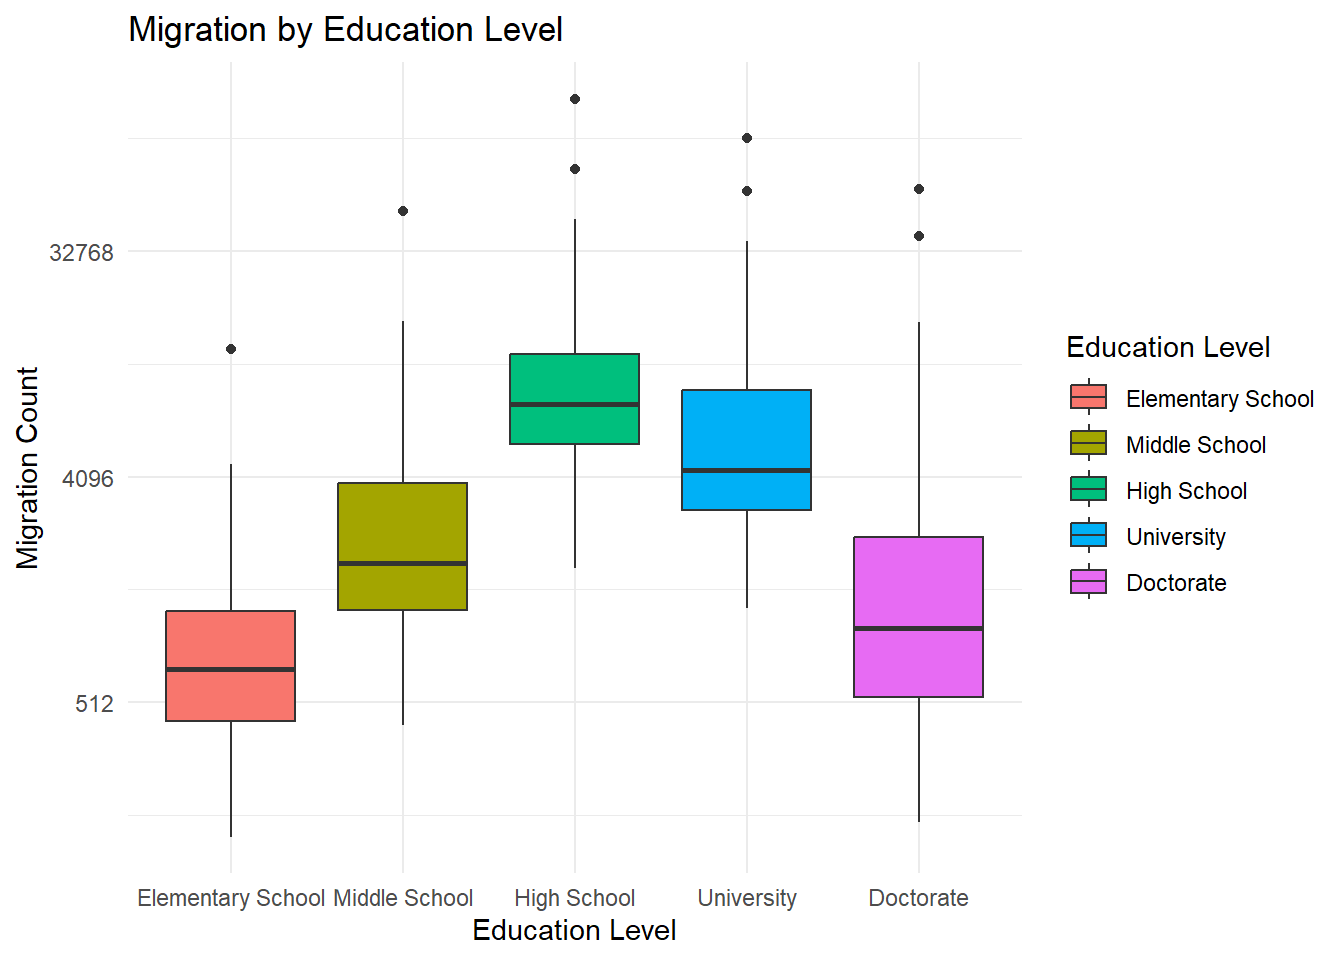 Migration by Education Level
Migration Count
32768
4096
512
Elementary School
Middle School
High School
University
Doctorate
Education Level
Education Level
Elementary School
Middle School
High School
University
Doctorate